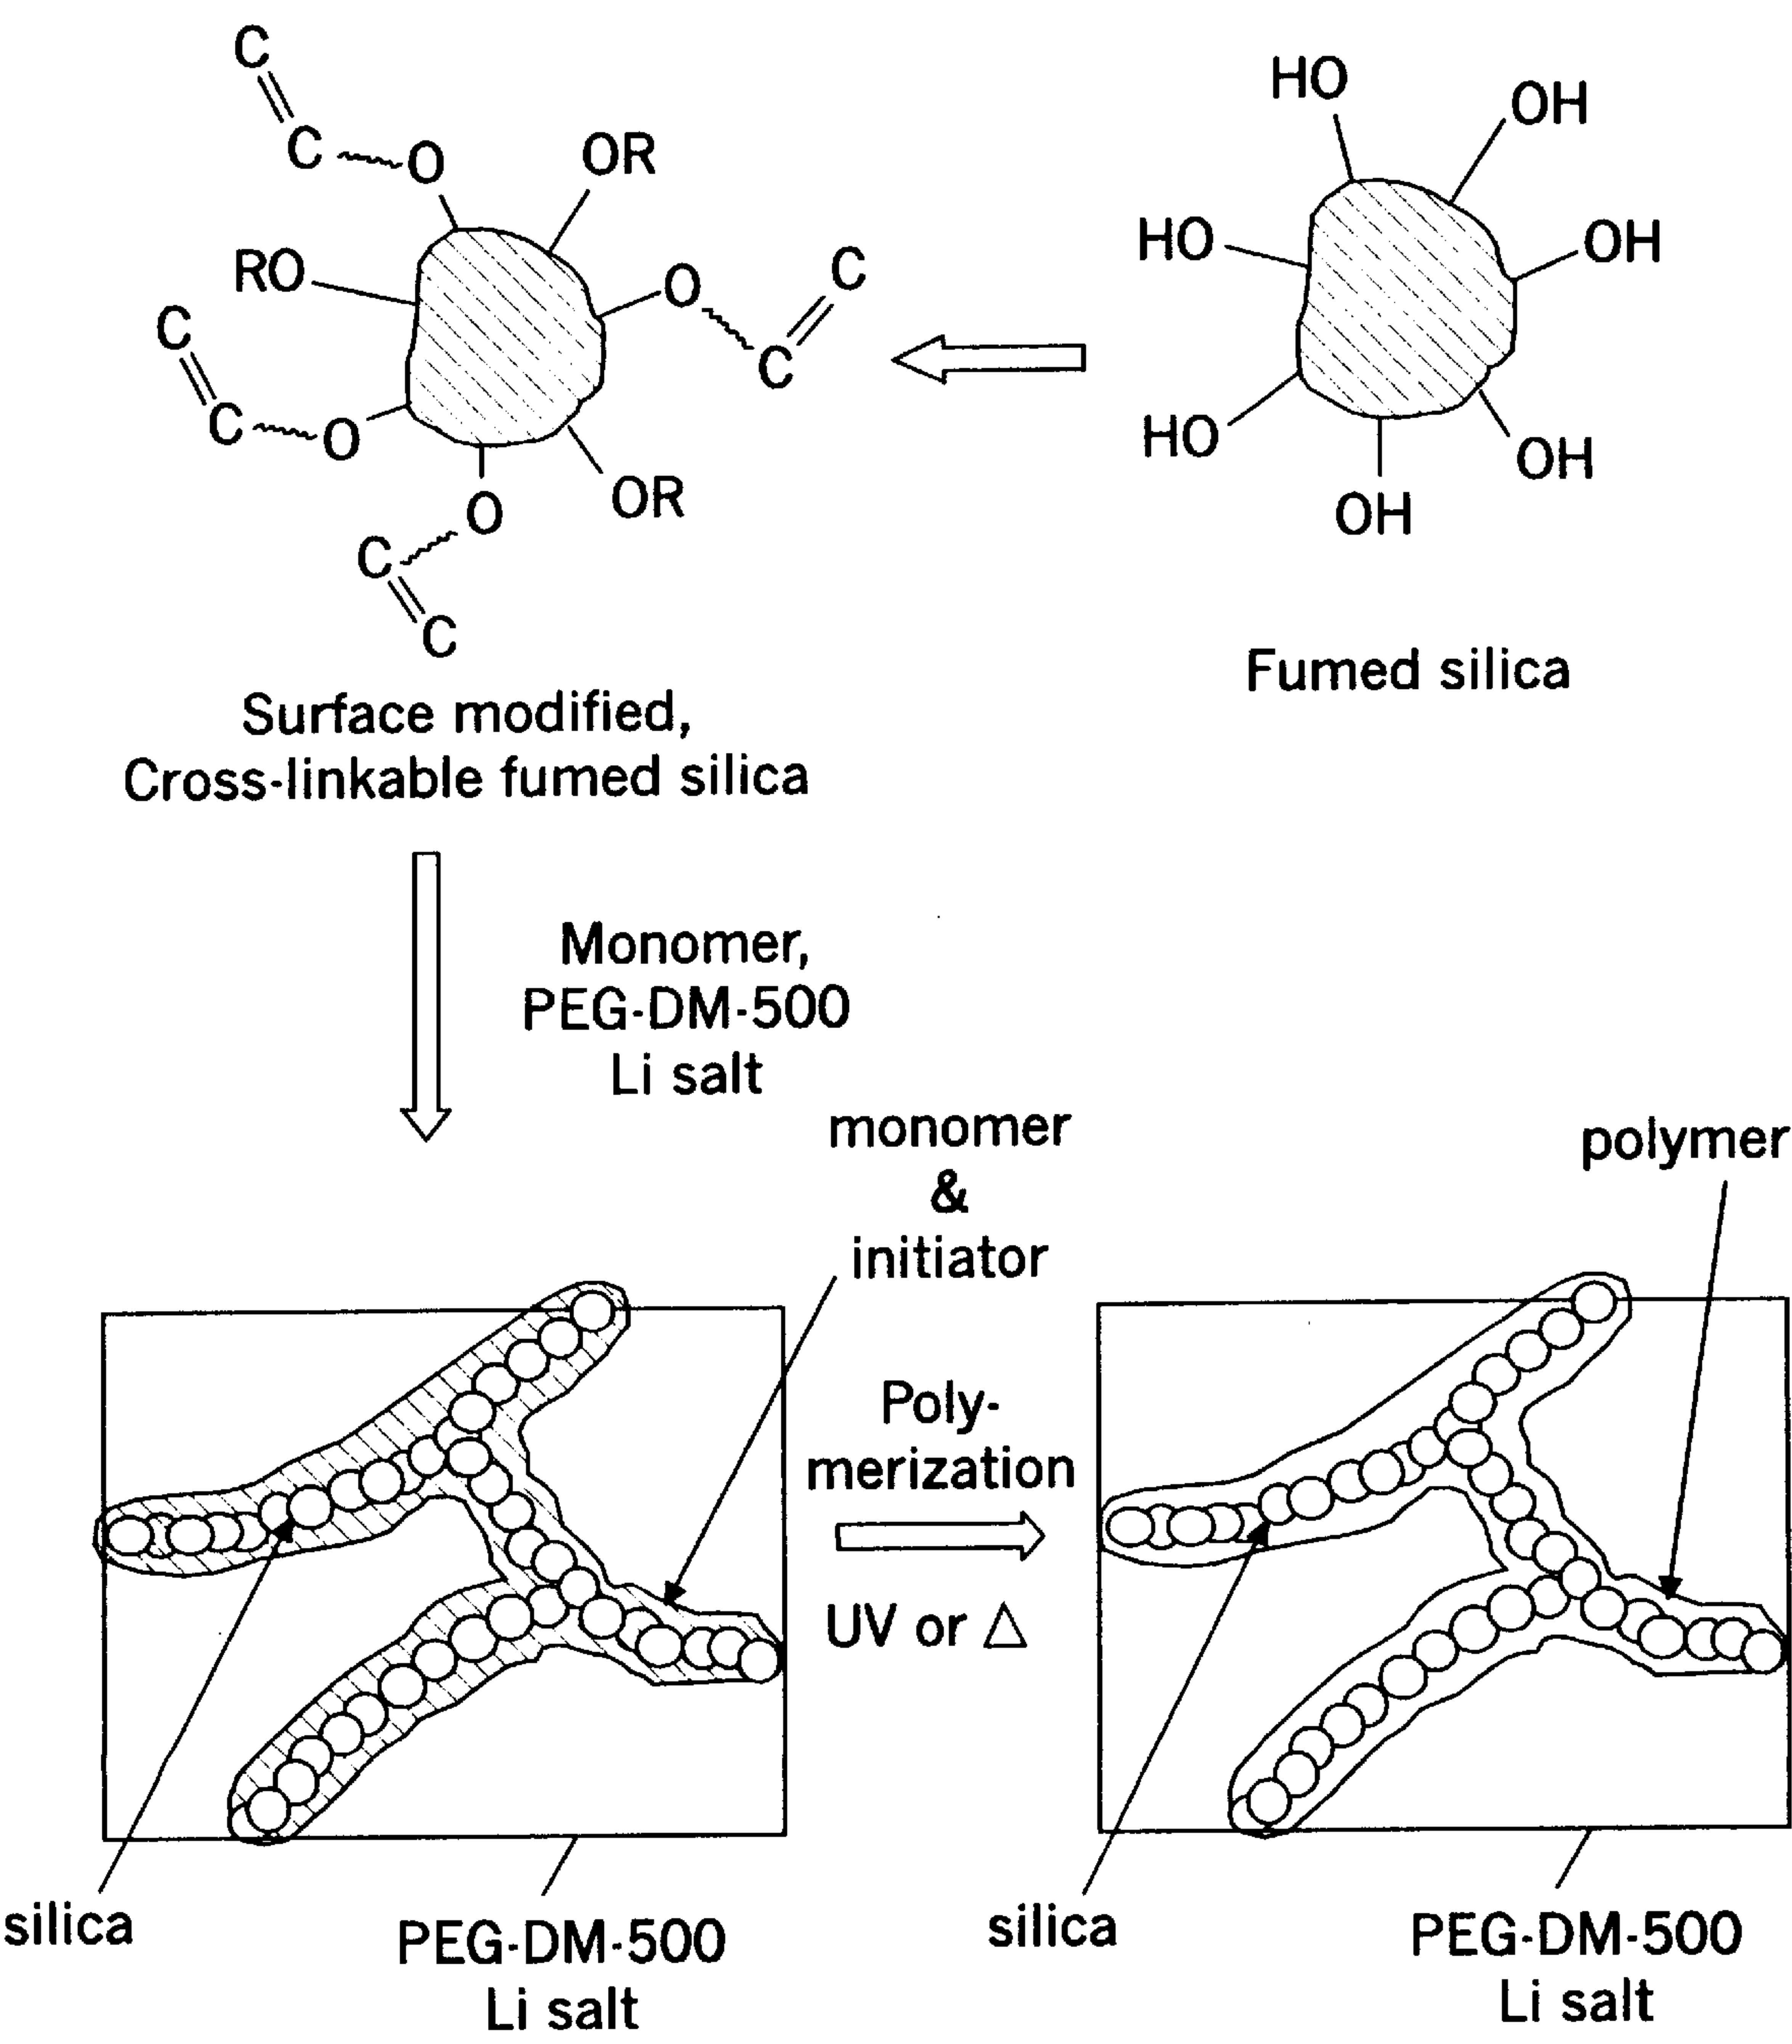 C
C
O
OR
RO
O
C
C
C
C
O
OR
O
C
C
HO
OH
HO
OH
HO
OH
OH
Fumed silica
Surface modified,
Cross-linkable fumed silica
Monomer,
PEG-DM-500
Li salt
monomer
&
initiator
polymer
Poly-
merization
UV or △
silica
PEG-DM-500
Li salt
silica
PEG-DM-500
Li salt